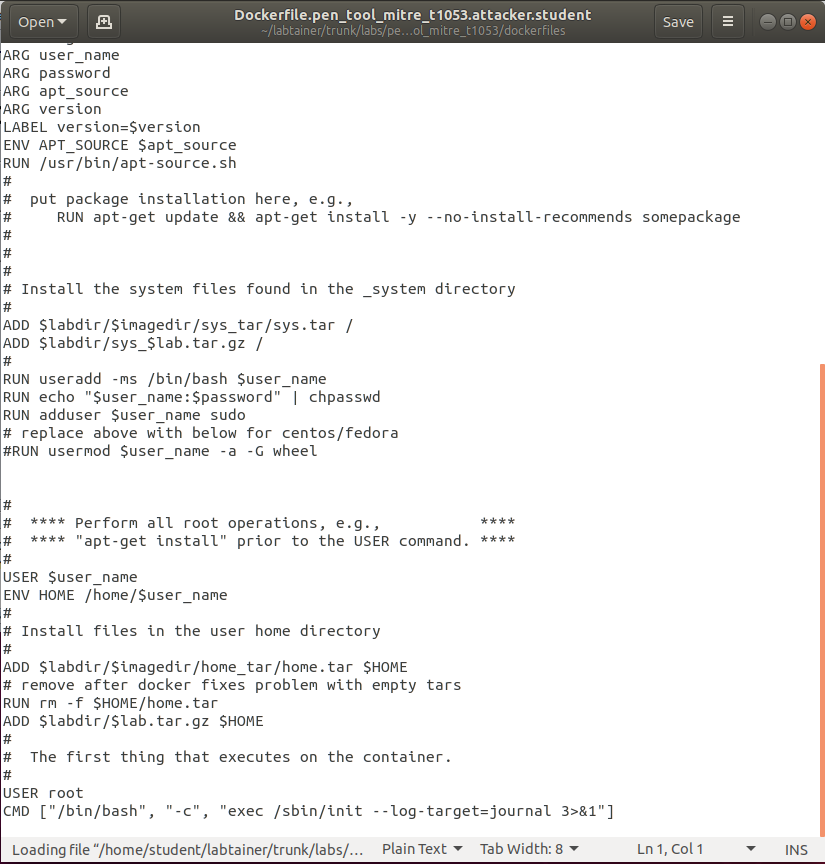 Open
Dockerfile.pen_tool_mitre_t1053.attacker.student
~/labtainer/trunk/labs/pe…ol_mitre_t1053/dockerfiles
Save
ARG user_name
ARG password
ARG apt_source
ARG version
LABEL version=$version
ENV APT_SOURCE $apt_source
RUN /usr/bin/apt-source.sh
#
#  put package installation here, e.g.,
#     RUN apt-get update && apt-get install -y --no-install-recommends somepackage
#
#
#
# Install the system files found in the _system directory
#
ADD $labdir/$imagedir/sys_tar/sys.tar /
ADD $labdir/sys_$lab.tar.gz /
#
RUN useradd -ms /bin/bash $user_name
RUN echo "$user_name:$password" | chpasswd
RUN adduser $user_name sudo
# replace above with below for centos/fedora
#RUN usermod $user_name -a -G wheel
#
#  **** Perform all root operations, e.g.,           ****
#  **** "apt-get install" prior to the USER command. ****
#
USER $user_name
ENV HOME /home/$user_name
#
# Install files in the user home directory
#
ADD $labdir/$imagedir/home_tar/home.tar $HOME
# remove after docker fixes problem with empty tars
RUN rm -f $HOME/home.tar
ADD $labdir/$lab.tar.gz $HOME
#
#  The first thing that executes on the container.
#
USER root
CMD ["/bin/bash", "-c", "exec /sbin/init --log-target=journal 3>&1"]
Loading file “/home/student/labtainer/trunk/labs/… Plain Text Tab Width: 8 Ln 1, Col 1 INS